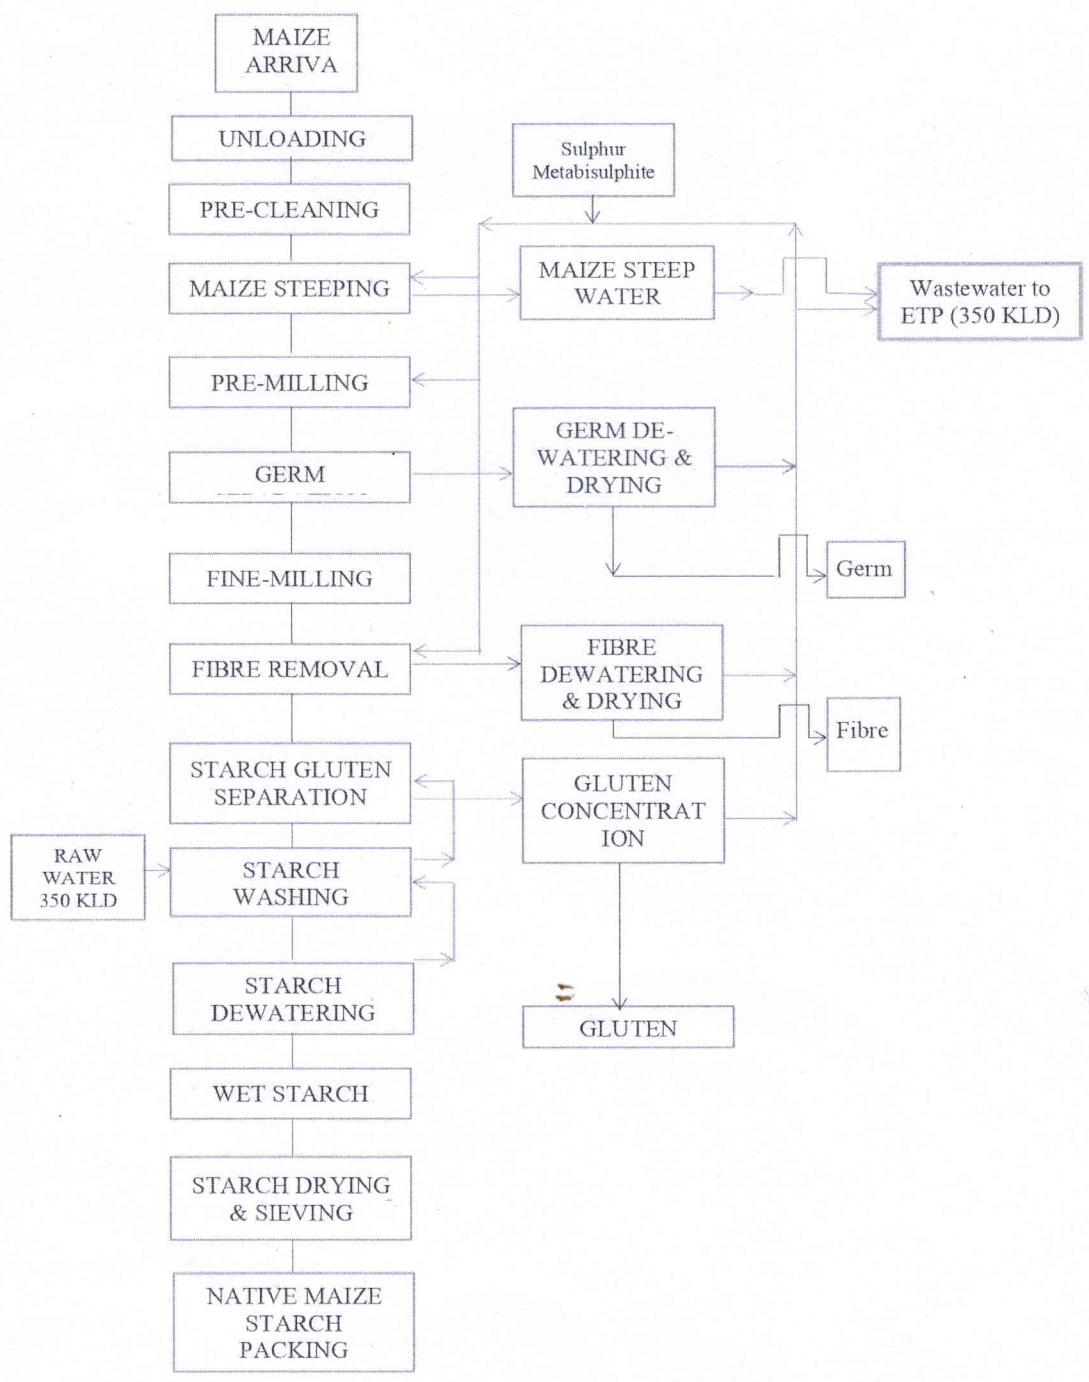 MAIZE
ARRIVA
UNLOADING
Sulphur
Metabisulphite
PRE-CLEANING
MAIZE STEEPING
MAIZE STEEP
WATER
Wastewater to
ETP (350 KLD)
PRE-MILLING
GERM
GERM DE-
WATERING &
DRYING
Germ
FINE-MILLING
FIBRE REMOVAL
FIBRE
DEWATERING
& DRYING
Fibre
STARCH GLUTEN
SEPARATION
GLUTEN
CONCENTRAT
ION
RAW
WATER
350 KLD
STARCH
WASHING
STARCH
DEWATERING
GLUTEN
WET STARCH
STARCH DRYING
& SIEVING
NATIVE MAIZE
STARCH
PACKING